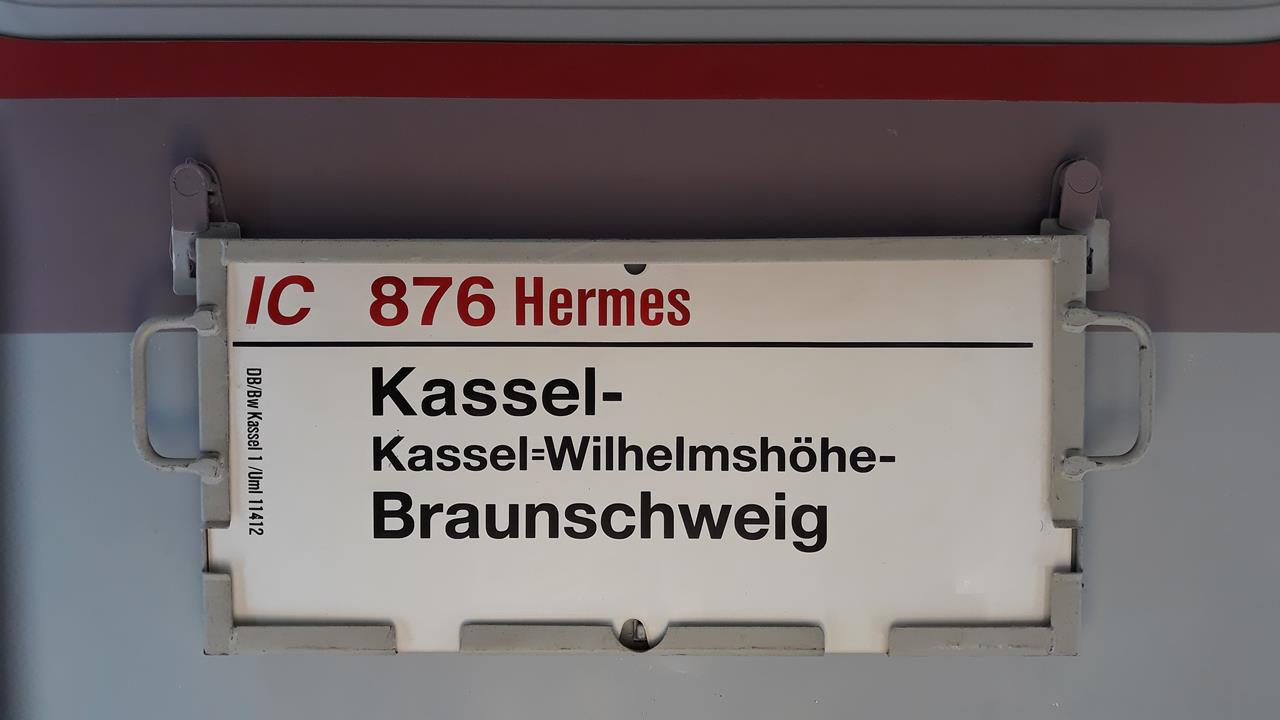 IC 876 Hermes
Kassel-
Kassel=Wilhelmshöhe-
Braunschweig
DB/Bw Kassel 1 /Uml 11412